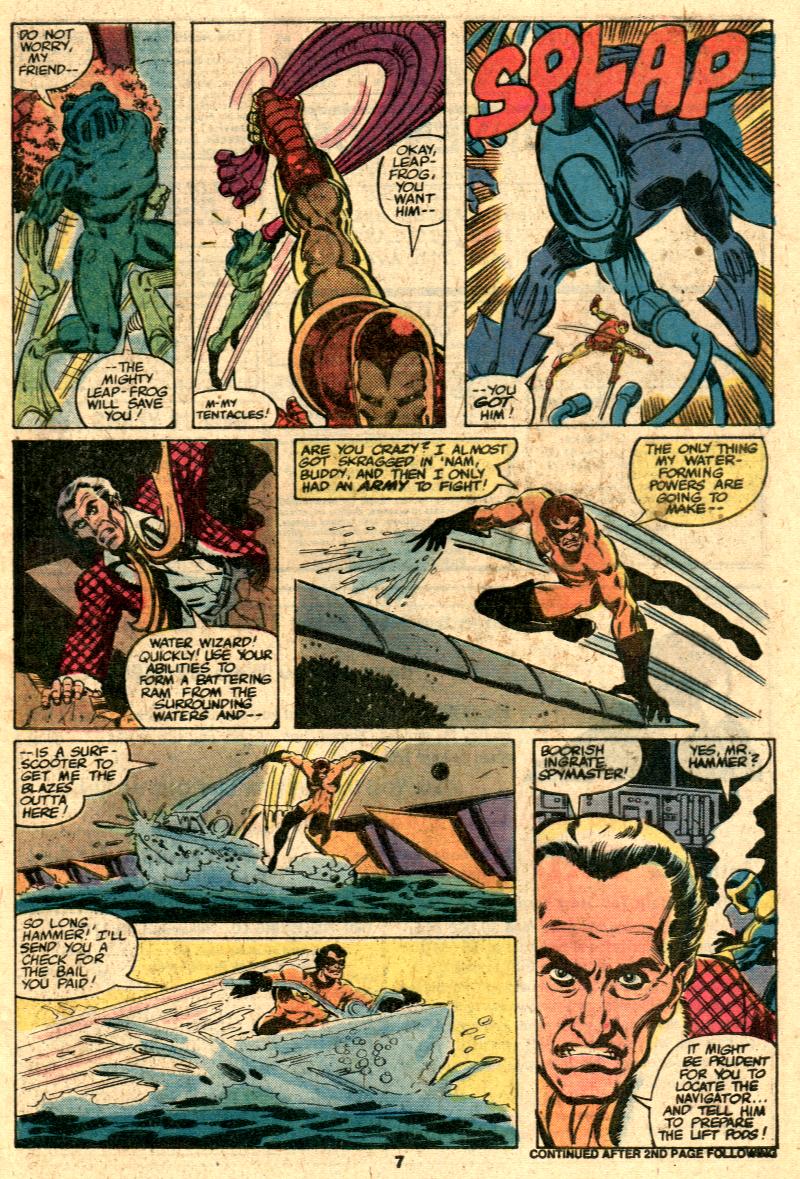 DO NOT
WORRY,
MY
FRIEND--
--THE
MIGHTY
LEAP-FROG
WILL SAVE
YOU!
OKAY,
LEAP-
FROG,
YOU
WANT
HIM--
M-MY
TENTACLES!
SPLAP
--YOU
GOT
HIM!
WATER WIZARD!
QUICKLY! USE YOUR
ABILITIES TO
FORM A BATTERING
RAM FROM THE
SURROUNDING
WATERS AND--
ARE YOU CRAZY? I ALMOST
GOT SKRAGGED IN 'NAM,
BUDDY, AND THEN I ONLY
HAD AN ARMY TO FIGHT!
THE ONLY THING
MY WATER-
FORMING
POWERS ARE
GOING TO
MAKE--
--IS A SURF-
SCOOTER TO
GET ME THE
BLAZES
OUTTA
HERE!
SO LONG,
HAMMER! I'LL
SEND YOU A
CHECK FOR
THE BAIL
YOU PAID!
BOORISH
INGRATE.
SPYMASTER!
YES, MR.
HAMMER?
IT MIGHT
BE PRUDENT
FOR YOU TO
LOCATE THE
NAVIGATOR...
AND TELL HIM
TO PREPARE
THE LIFT PODS!
7
CONTINUED AFTER 2ND PAGE FOLLOWING